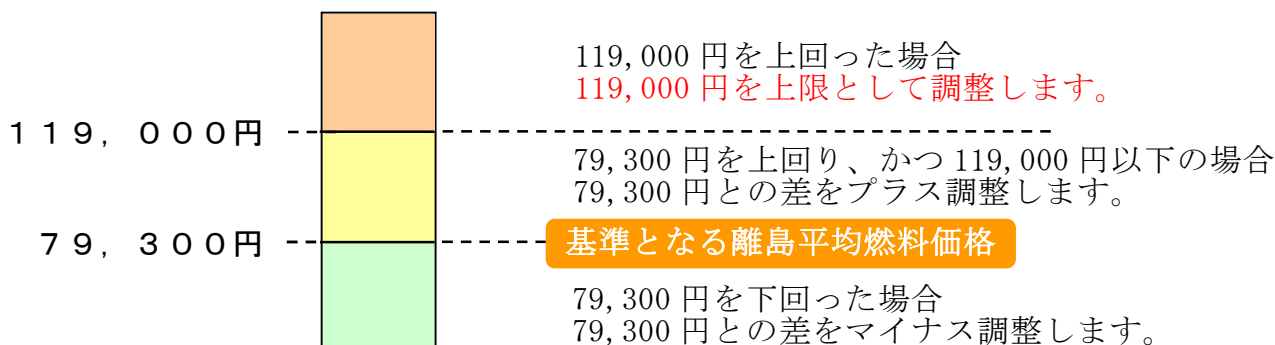 119,000 円を上回った場合
119,000 円を上限として調整します。
１１９，０００円
79,300 円を上回り、かつ 119,000 円以下の場合
79,300 円との差をプラス調整します。
７９，３００円
基準となる離島平均燃料価格
79,300 円を下回った場合
79,300 円との差をマイナス調整します。